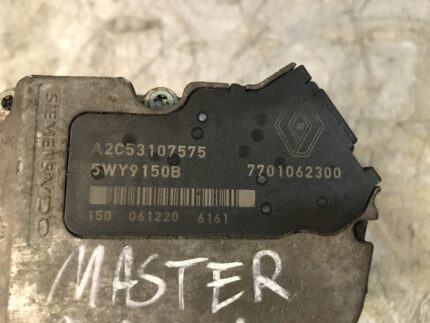 SIEMENS VDO
A2C53107575
5WY9150B 7701062300
150 061220 6161
MASTER